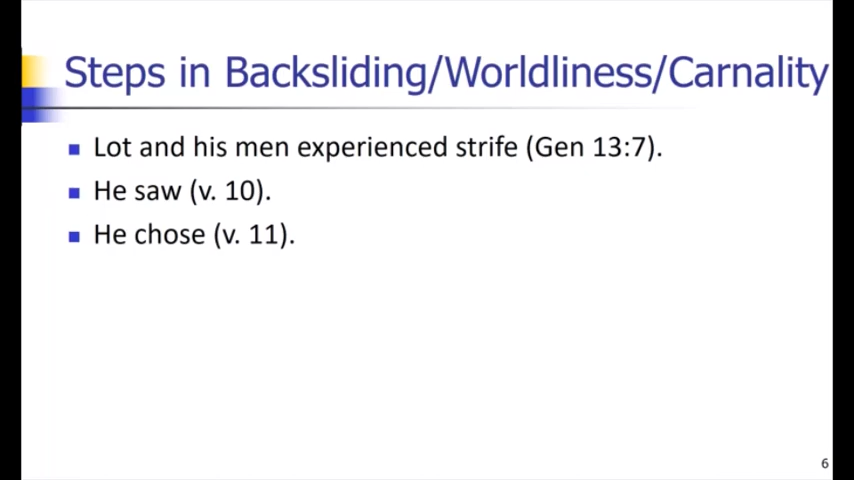 Steps in Backsliding/Worldliness/Carnality
Lot and his men experienced strife (Gen 13:7).
He saw (v. 10).
He chose (v. 11).
6